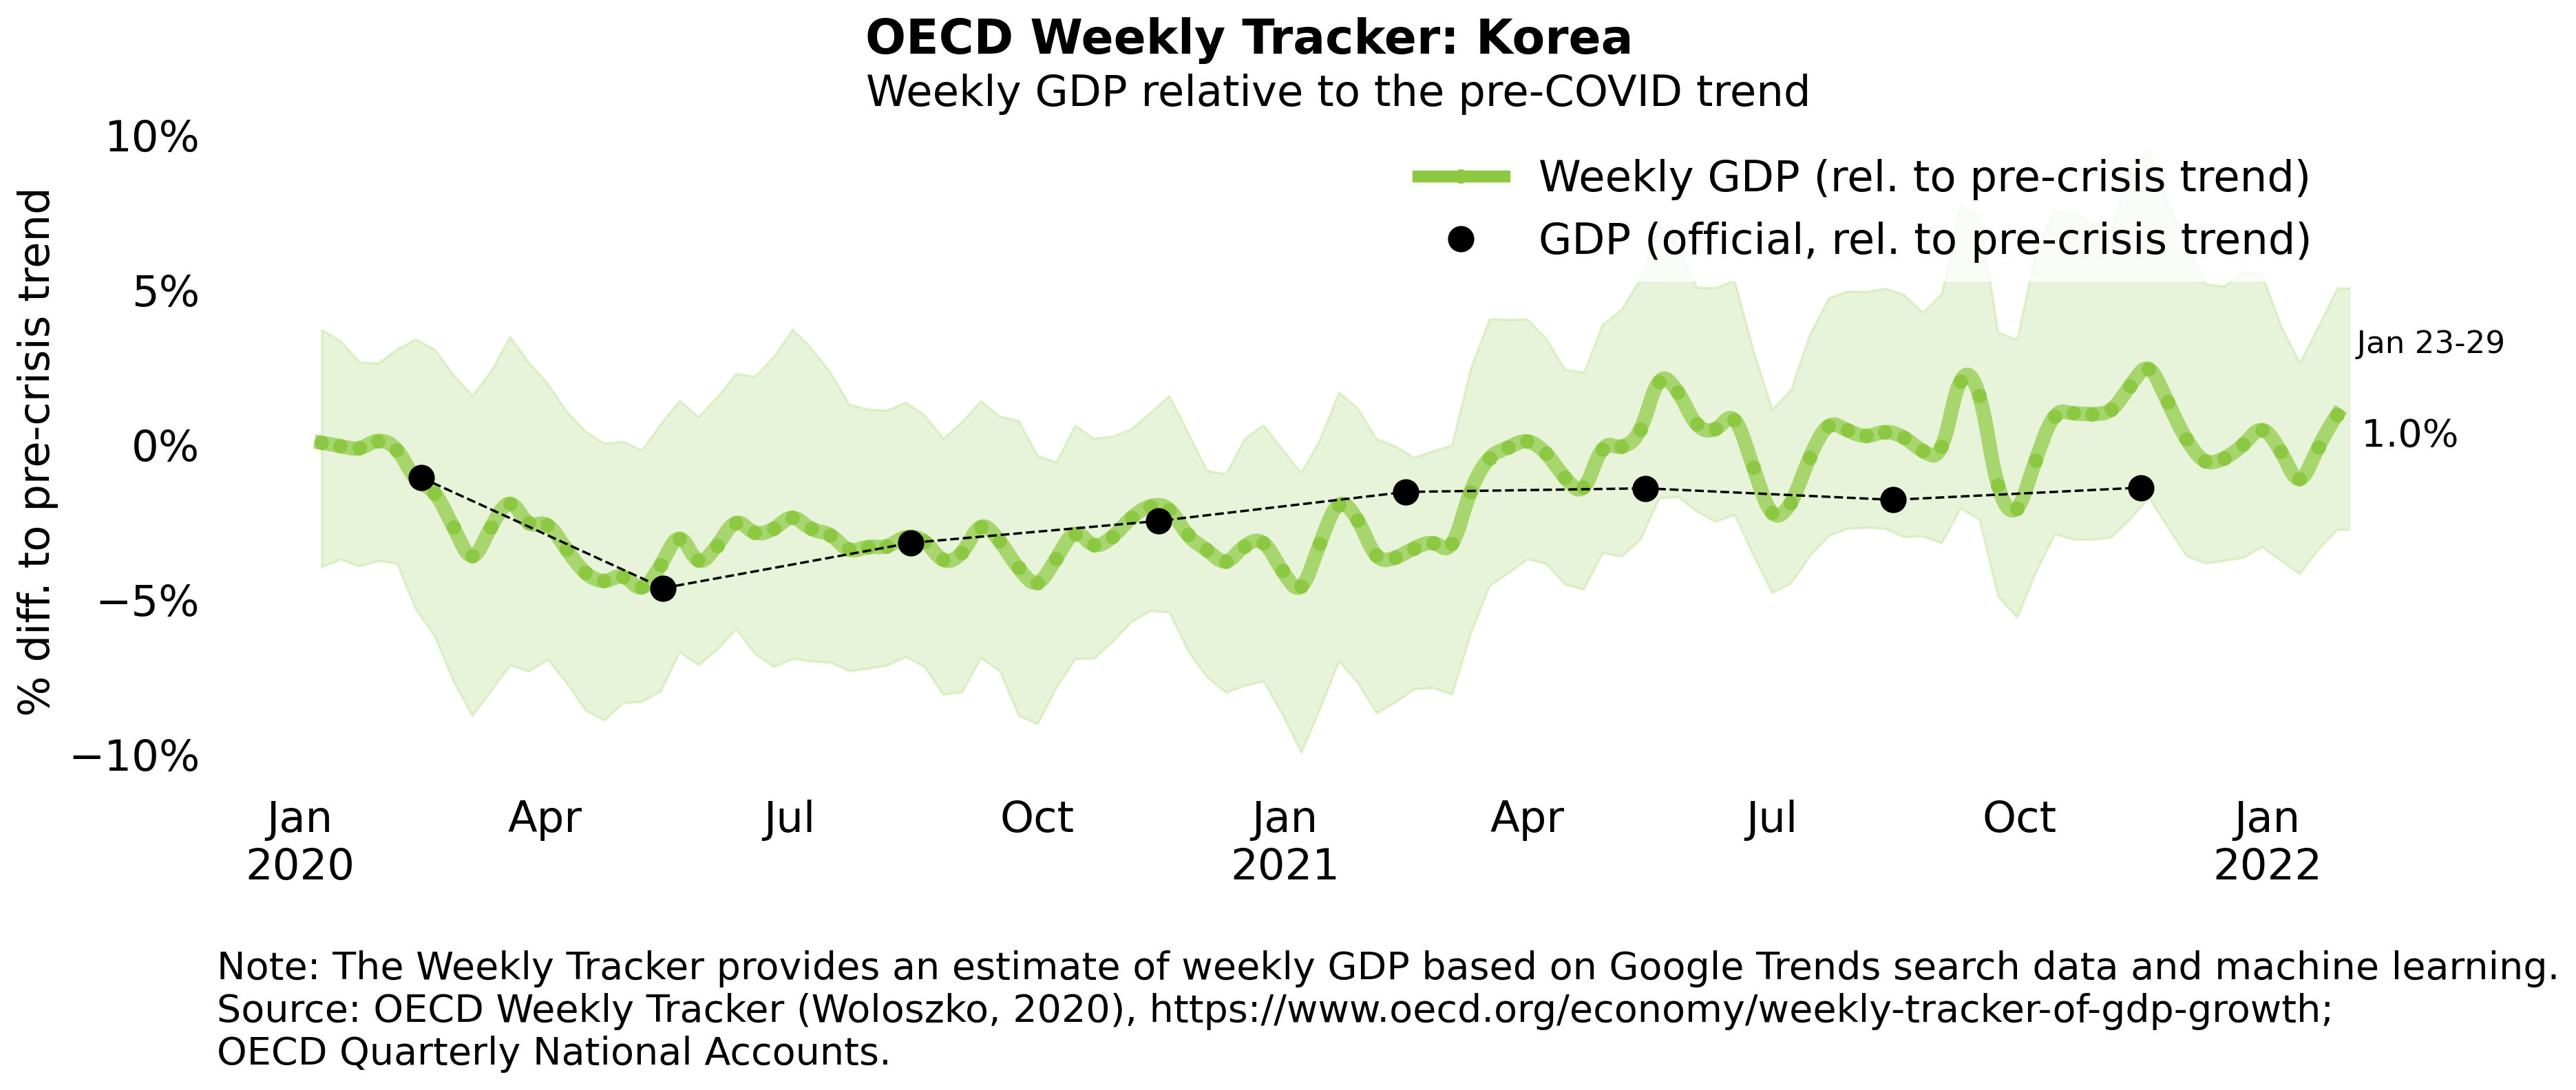 OECD Weekly Tracker: Korea
Weekly GDP relative to the pre-COVID trend
% diff. to pre-crisis trend
10%
5%
0%
−5%
−10%
Weekly GDP (rel. to pre-crisis trend)
GDP (official, rel. to pre-crisis trend)
Jan 23-29
1.0%
Jan Apr Jul Oct Jan Apr Jul Oct Jan
2020 2021 2022
Note: The Weekly Tracker provides an estimate of weekly GDP based on Google Trends search data and machine learning.
Source: OECD Weekly Tracker (Woloszko, 2020), https://www.oecd.org/economy/weekly-tracker-of-gdp-growth;
OECD Quarterly National Accounts.